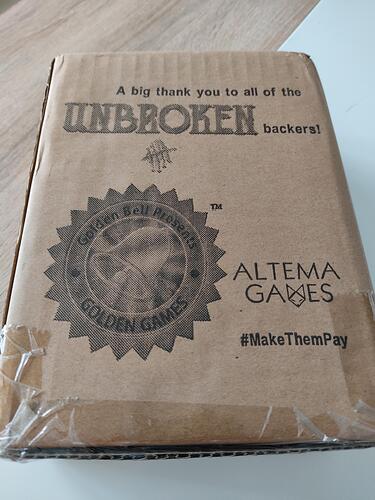 A big thank you to all of the
UNBROKEN backers!
Golden Bell Presents
TM
GOLDEN GAMES
ALTEMA
GAMES
#MakeThemPay